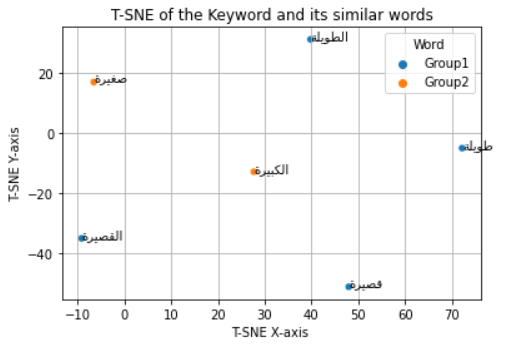 T-SNE of the Keyword and its similar words
Word
Group1
Group2
الطويلة
صغيرة
طويلة
الكبيرة
القصيرة
قصيرة
20
0
−20
−40
T-SNE Y-axis
−10 0 10 20 30 40 50 60 70
T-SNE X-axis